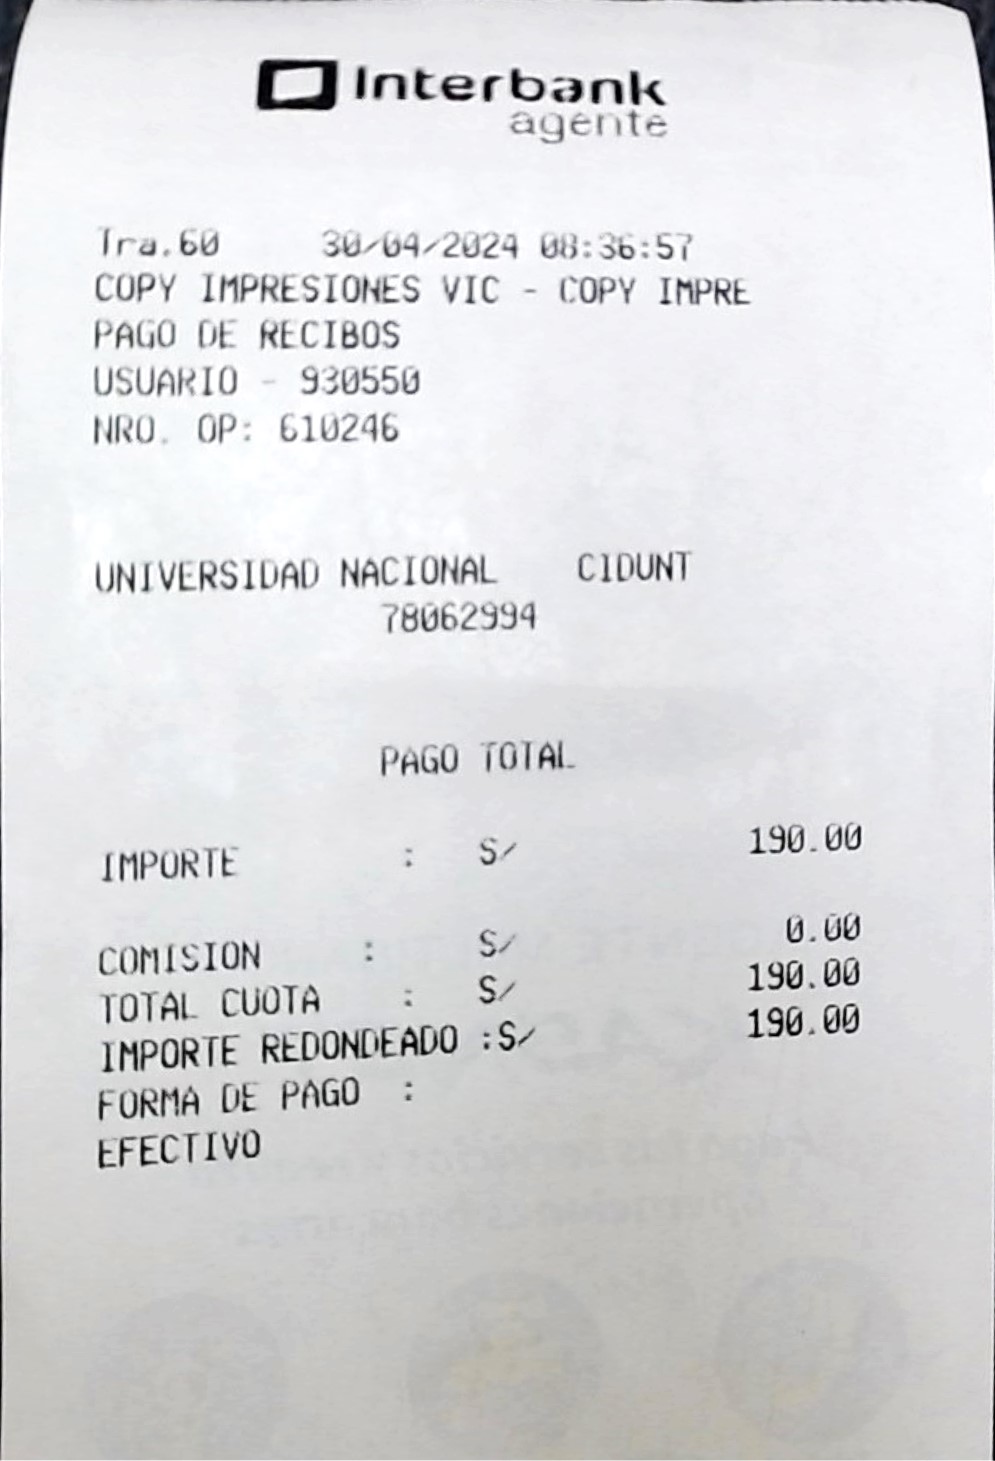 Interbank
agente
Tra.60 30/04/2024 08:36:57
COPY IMPRESIONES VIC - COPY IMPRE
PAGO DE RECIBOS
USUARIO - 930550
NRO. OP: 610246
UNIVERSIDAD NACIONAL CIDUNT
78062994
PAGO TOTAL
IMPORTE : S/ 190.00
COMISION : S/ 0.00
TOTAL CUOTA : S/ 190.00
IMPORTE REDONDEADO :S/ 190.00
FORMA DE PAGO :
EFECTIVO